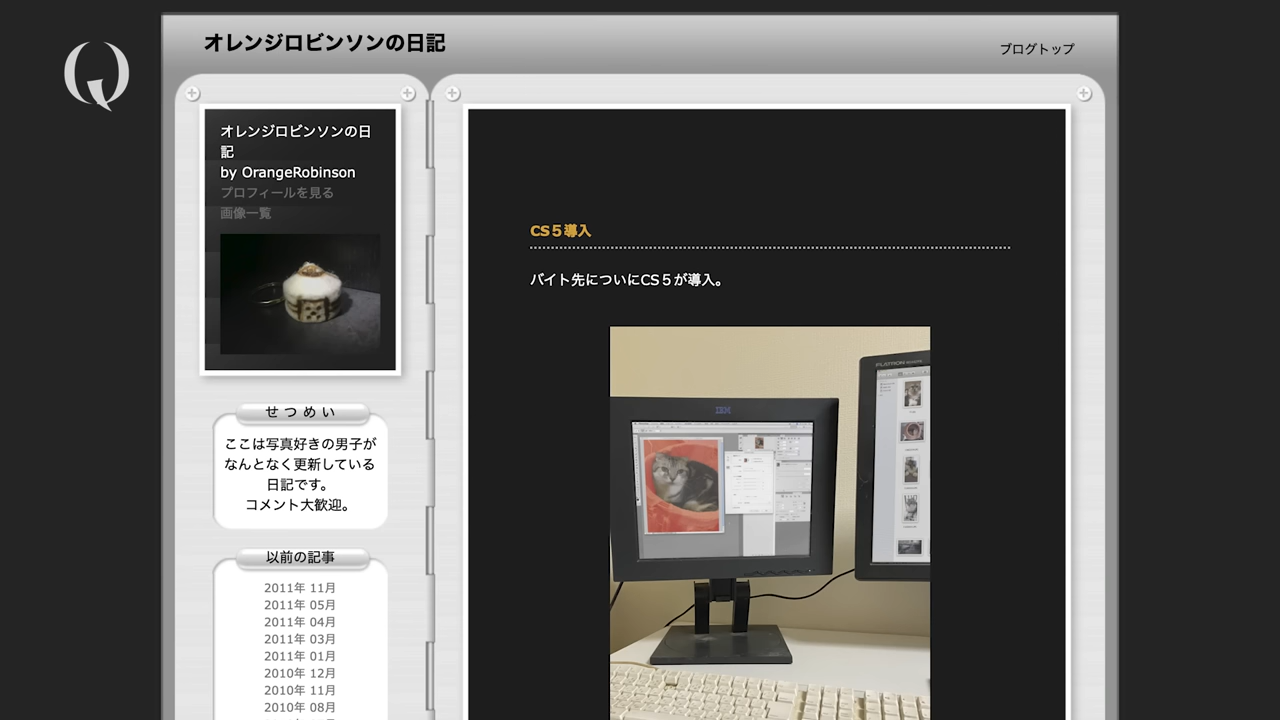 オレンジロビンソンの日記
ブログトップ
オレンジロビンソンの日
記
by OrangeRobinson
プロフィールを見る
画像一覧
せつめい
ここは写真好きの男子が
なんとなく更新している
日記です。
コメント大歓迎。
以前の記事
2011年 11月
2011年 05月
2011年 04月
2011年 03月
2011年 01月
2010年 12月
2010年 11月
2010年 08月
CS５導入
バイト先についにCS５が導入。
IBM
FLATRON